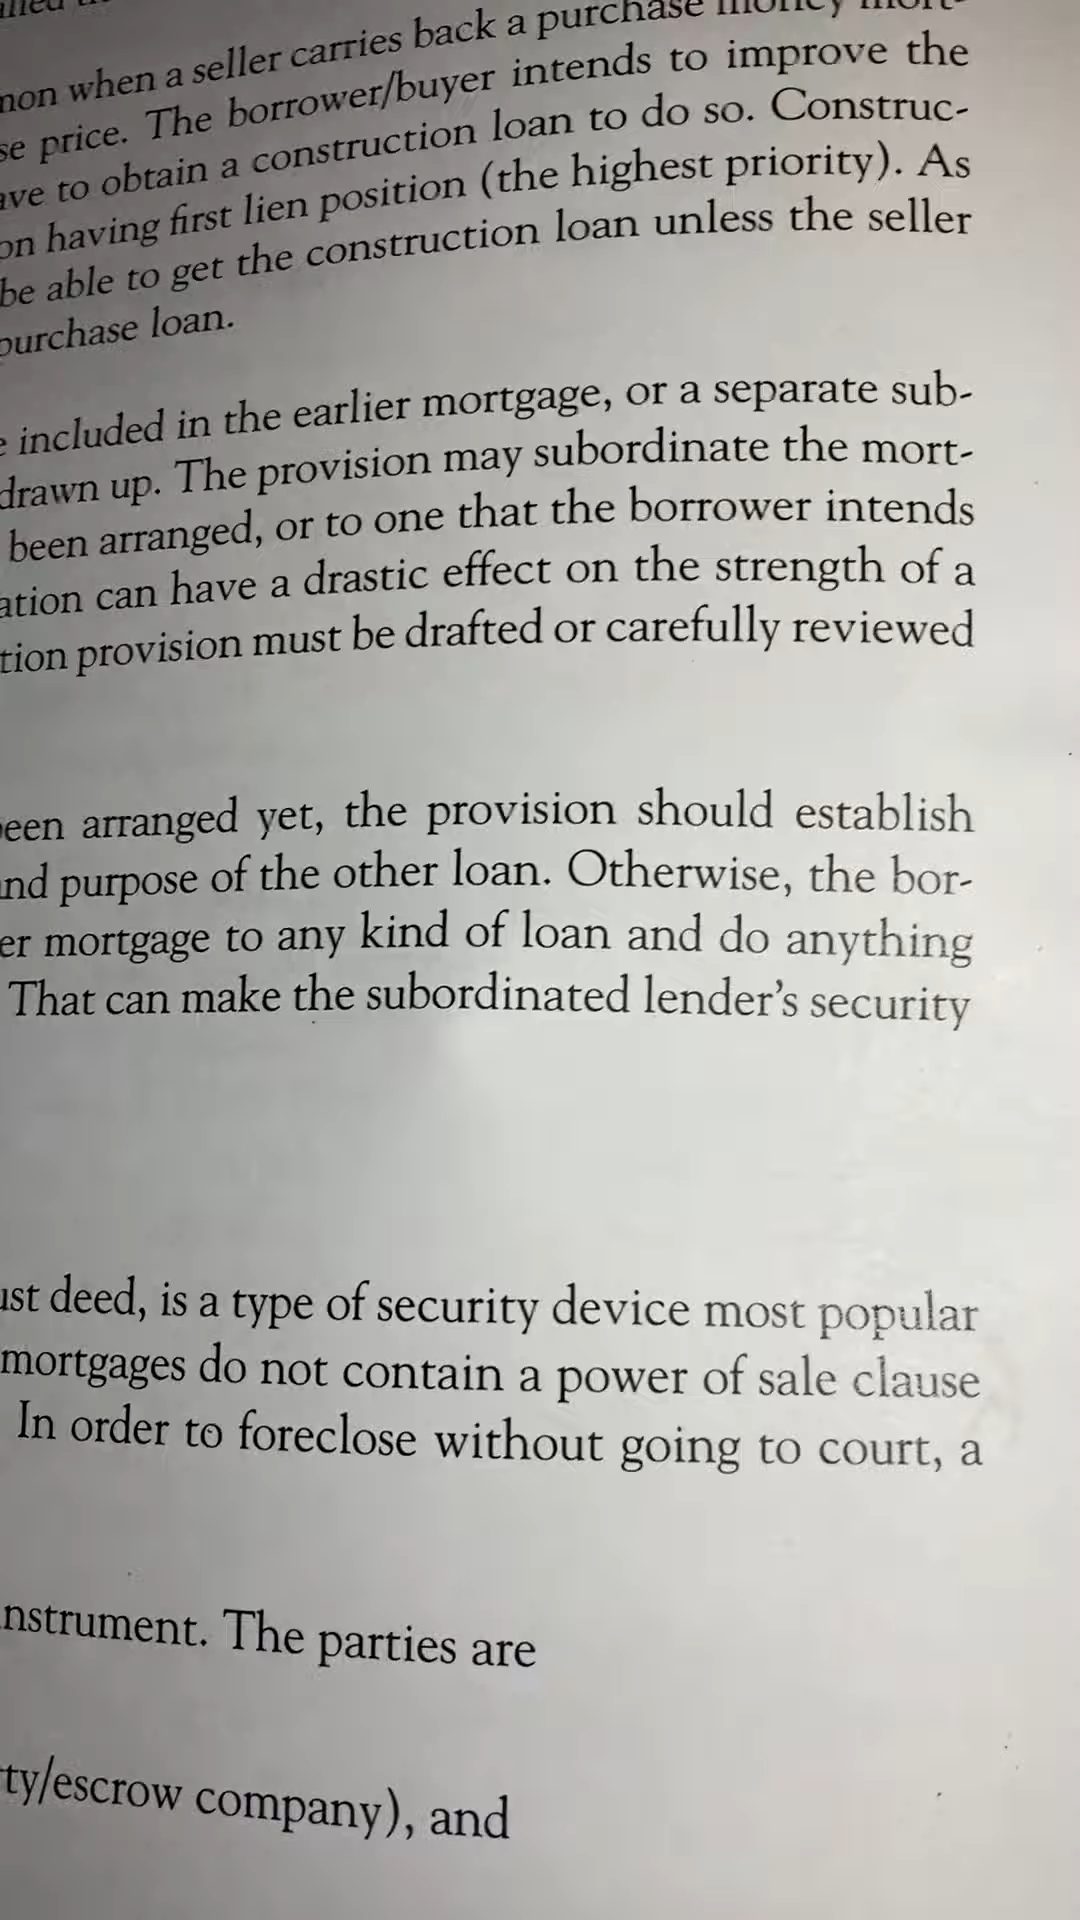 when a seller carries back a purchase money
price. The borrower/buyer intends to improve the
to obtain a construction loan to do so. Construc-
having first lien position (the highest priority). As
be able to get the construction loan unless the seller
purchase loan.
included in the earlier mortgage, or a separate sub-
drawn up. The provision may subordinate the mort-
been arranged, or to one that the borrower intends
ation can have a drastic effect on the strength of a
tion provision must be drafted or carefully reviewed
een arranged yet, the provision should establish
nd purpose of the other loan. Otherwise, the bor-
er mortgage to any kind of loan and do anything
That can make the subordinated lender's security
ust deed, is a type of security device most popular
mortgages do not contain a power of sale clause
In order to foreclose without going to court, a
nstrument. The parties are
ty/escrow company), and